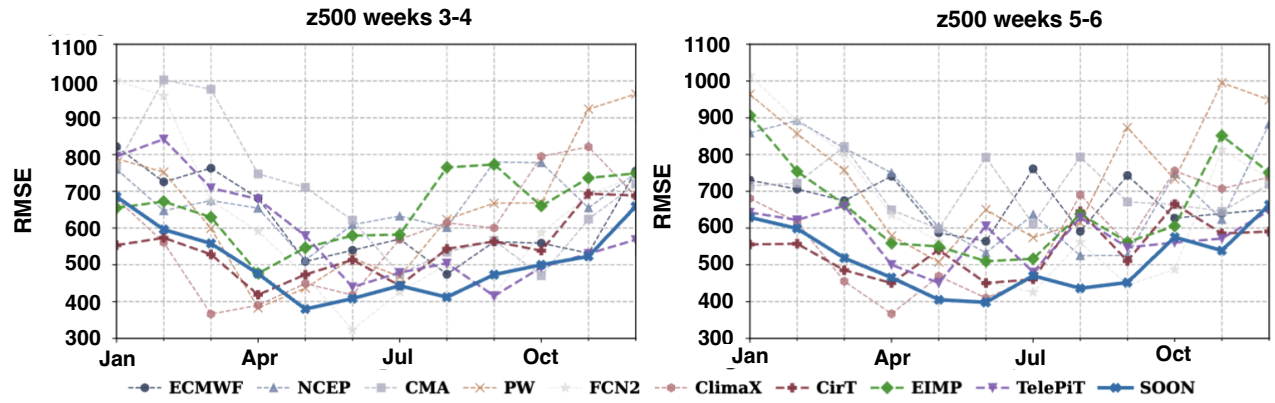 z500 weeks 3-4
z500 weeks 5-6
RMSE
1100
1000
900
800
700
600
500
400
300
Jan
Apr
Jul
Oct
RMSE
1100
1000
900
800
700
600
500
400
300
Jan
Apr
Jul
Oct
ECMWF NCEP CMA PW FCN2 ClimaX CirT EIMP TelePiT SOON